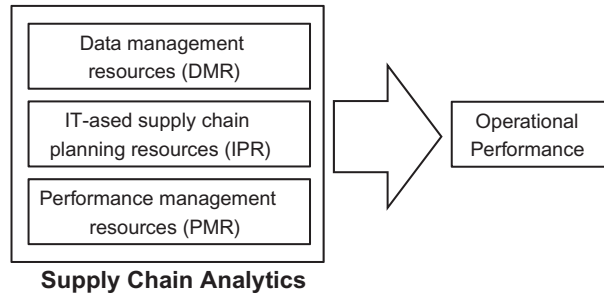 Data management
resources (DMR)
IT-ased supply chain
planning resources (IPR)
Performance management
resources (PMR)
Supply Chain Analytics
Operational
Performance